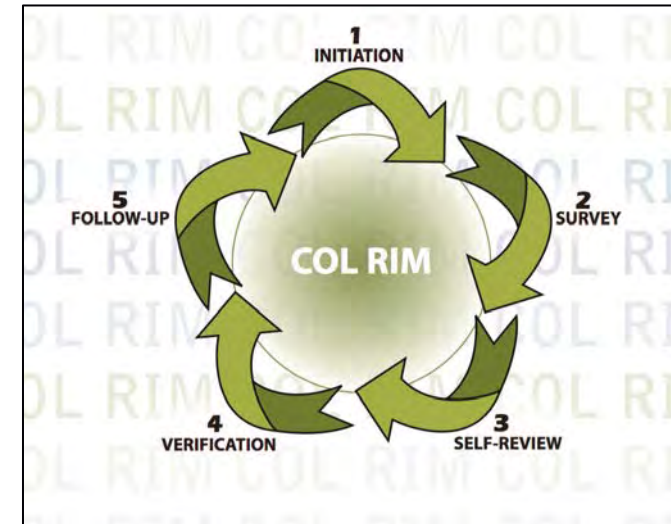 1
INITIATION
2
SURVEY
3
SELF-REVIEW
4
VERIFICATION
5
FOLLOW-UP
COL RIM